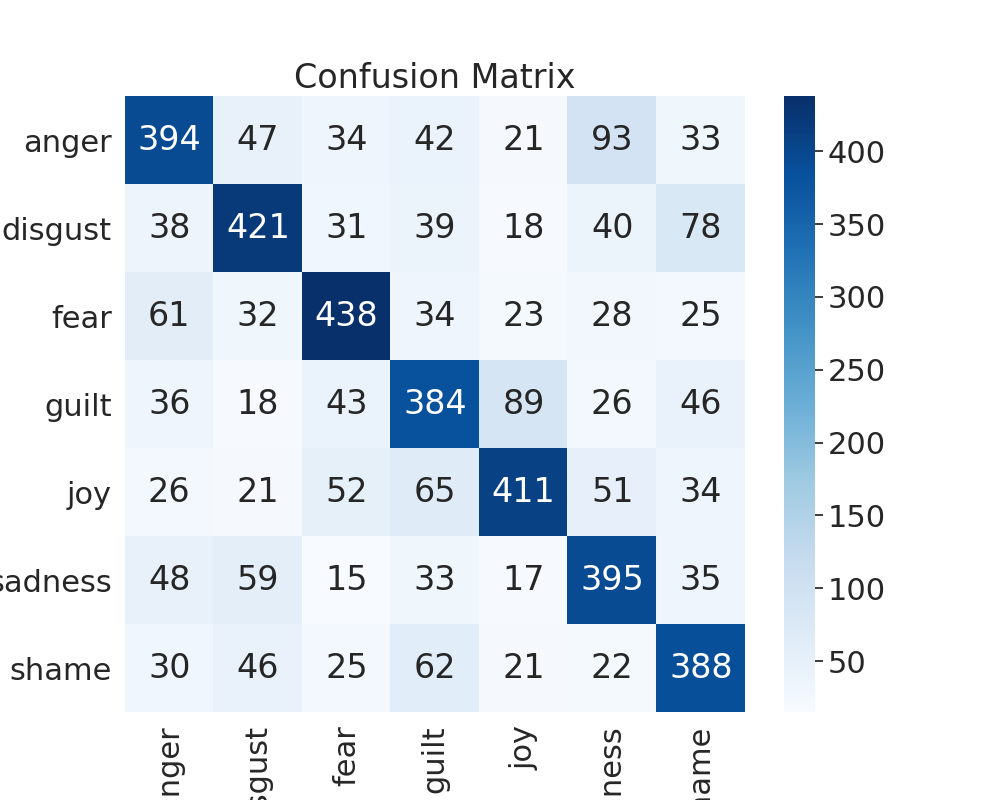 Confusion Matrix
anger 394 47 34 42 21 93 33
disgust 38 421 31 39 18 40 78
fear 61 32 438 34 23 28 25
guilt 36 18 43 384 89 26 46
joy 26 21 52 65 411 51 34
sadness 48 59 15 33 17 395 35
shame 30 46 25 62 21 22 388
nger sgust fear guilt joy ness name
400
350
300
250
200
150
100
50